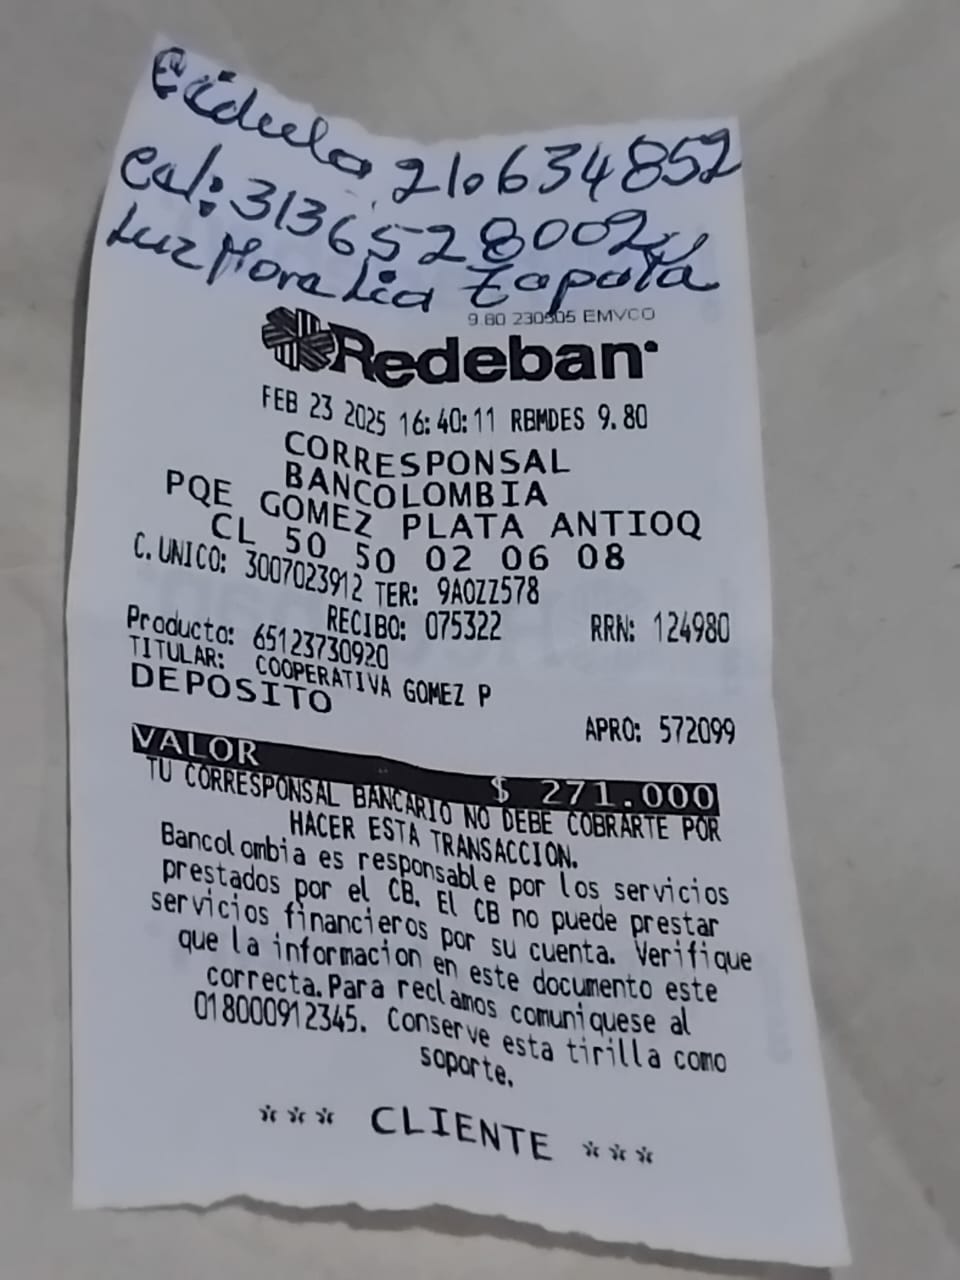 Cédula 21.634852
Cel: 3136528002
Luz Mora Lia Zapata
9.80 230505 EMVCO
Redeban
FEB 23 2025 16:40:11 RBMDES 9.80
CORRESPONSAL
BANCOLOMBIA
PQE GOMEZ PLATA ANTIOQ
CL 50 50 02 06 08
C. UNICO: 3007023912 TER: 9AOZZ578
RECIBO: 075322 RRN: 124980
Producto: 65123730920
TITULAR: COOPERATIVA GOMEZ P
DEPOSITO
APRO: 572099
VALOR $ 271.000
TU CORRESPONSAL BANCARIO NO DEBE COBRARTE POR
HACER ESTA TRANSACCION.
Bancolombia es responsable por los servicios
prestados por el CB. El CB no puede prestar
servicios financieros por su cuenta. Verifique
que la informacion en este documento este
correcta. Para reclamos comuniquese al
018000912345. Conserve esta tirilla como
soporte.
*** CLIENTE ***